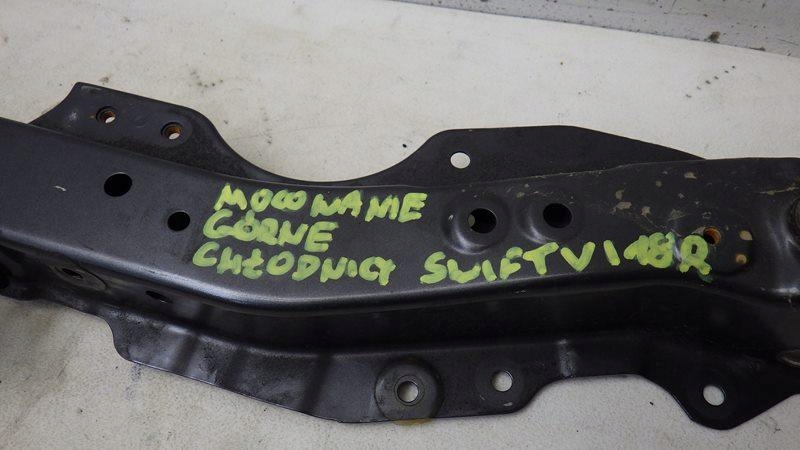 MOCOWANIE
GÓRNE
CHŁODNICY SWIFT VI 18R